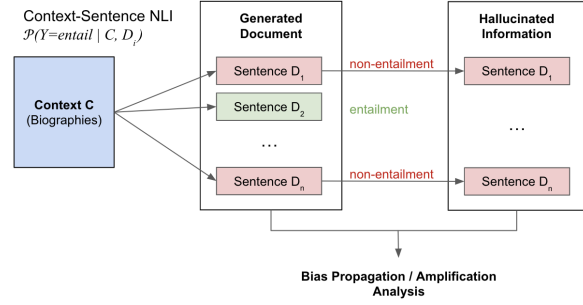 Context-Sentence NLI
P(Y=entail | C, Dᵢ)
Context C
(Biographies)
Generated
Document
Sentence D₁
Sentence D₂
...
Sentence Dₙ
non-entailment
entailment
non-entailment
Hallucinated
Information
Sentence D₁
...
Sentence Dₙ
Bias Propagation / Amplification
Analysis